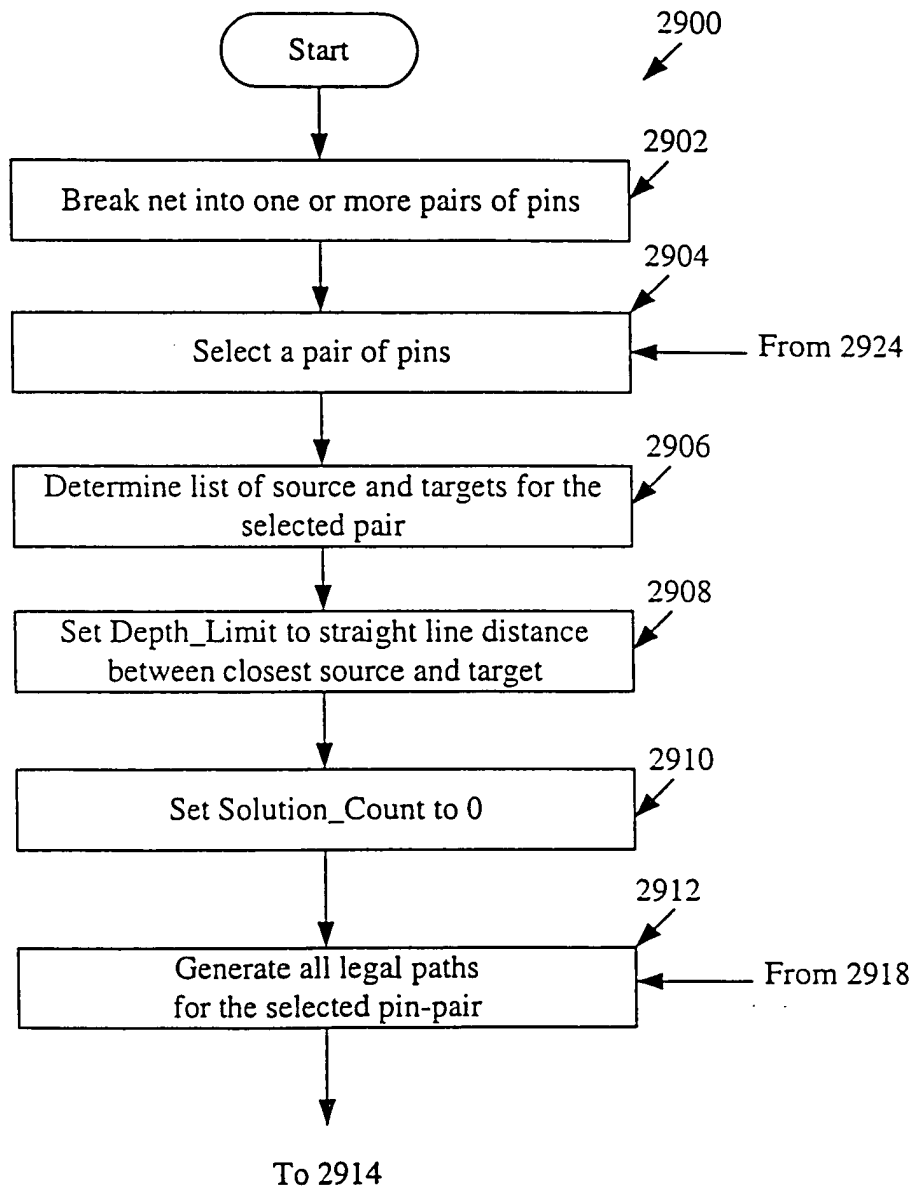 Start
2900
2902
Break net into one or more pairs of pins
2904
Select a pair of pins
From 2924
2906
Determine list of source and targets for the
selected pair
2908
Set Depth_Limit to straight line distance
between closest source and target
2910
Set Solution_Count to 0
2912
Generate all legal paths
for the selected pin-pair
From 2918
To 2914